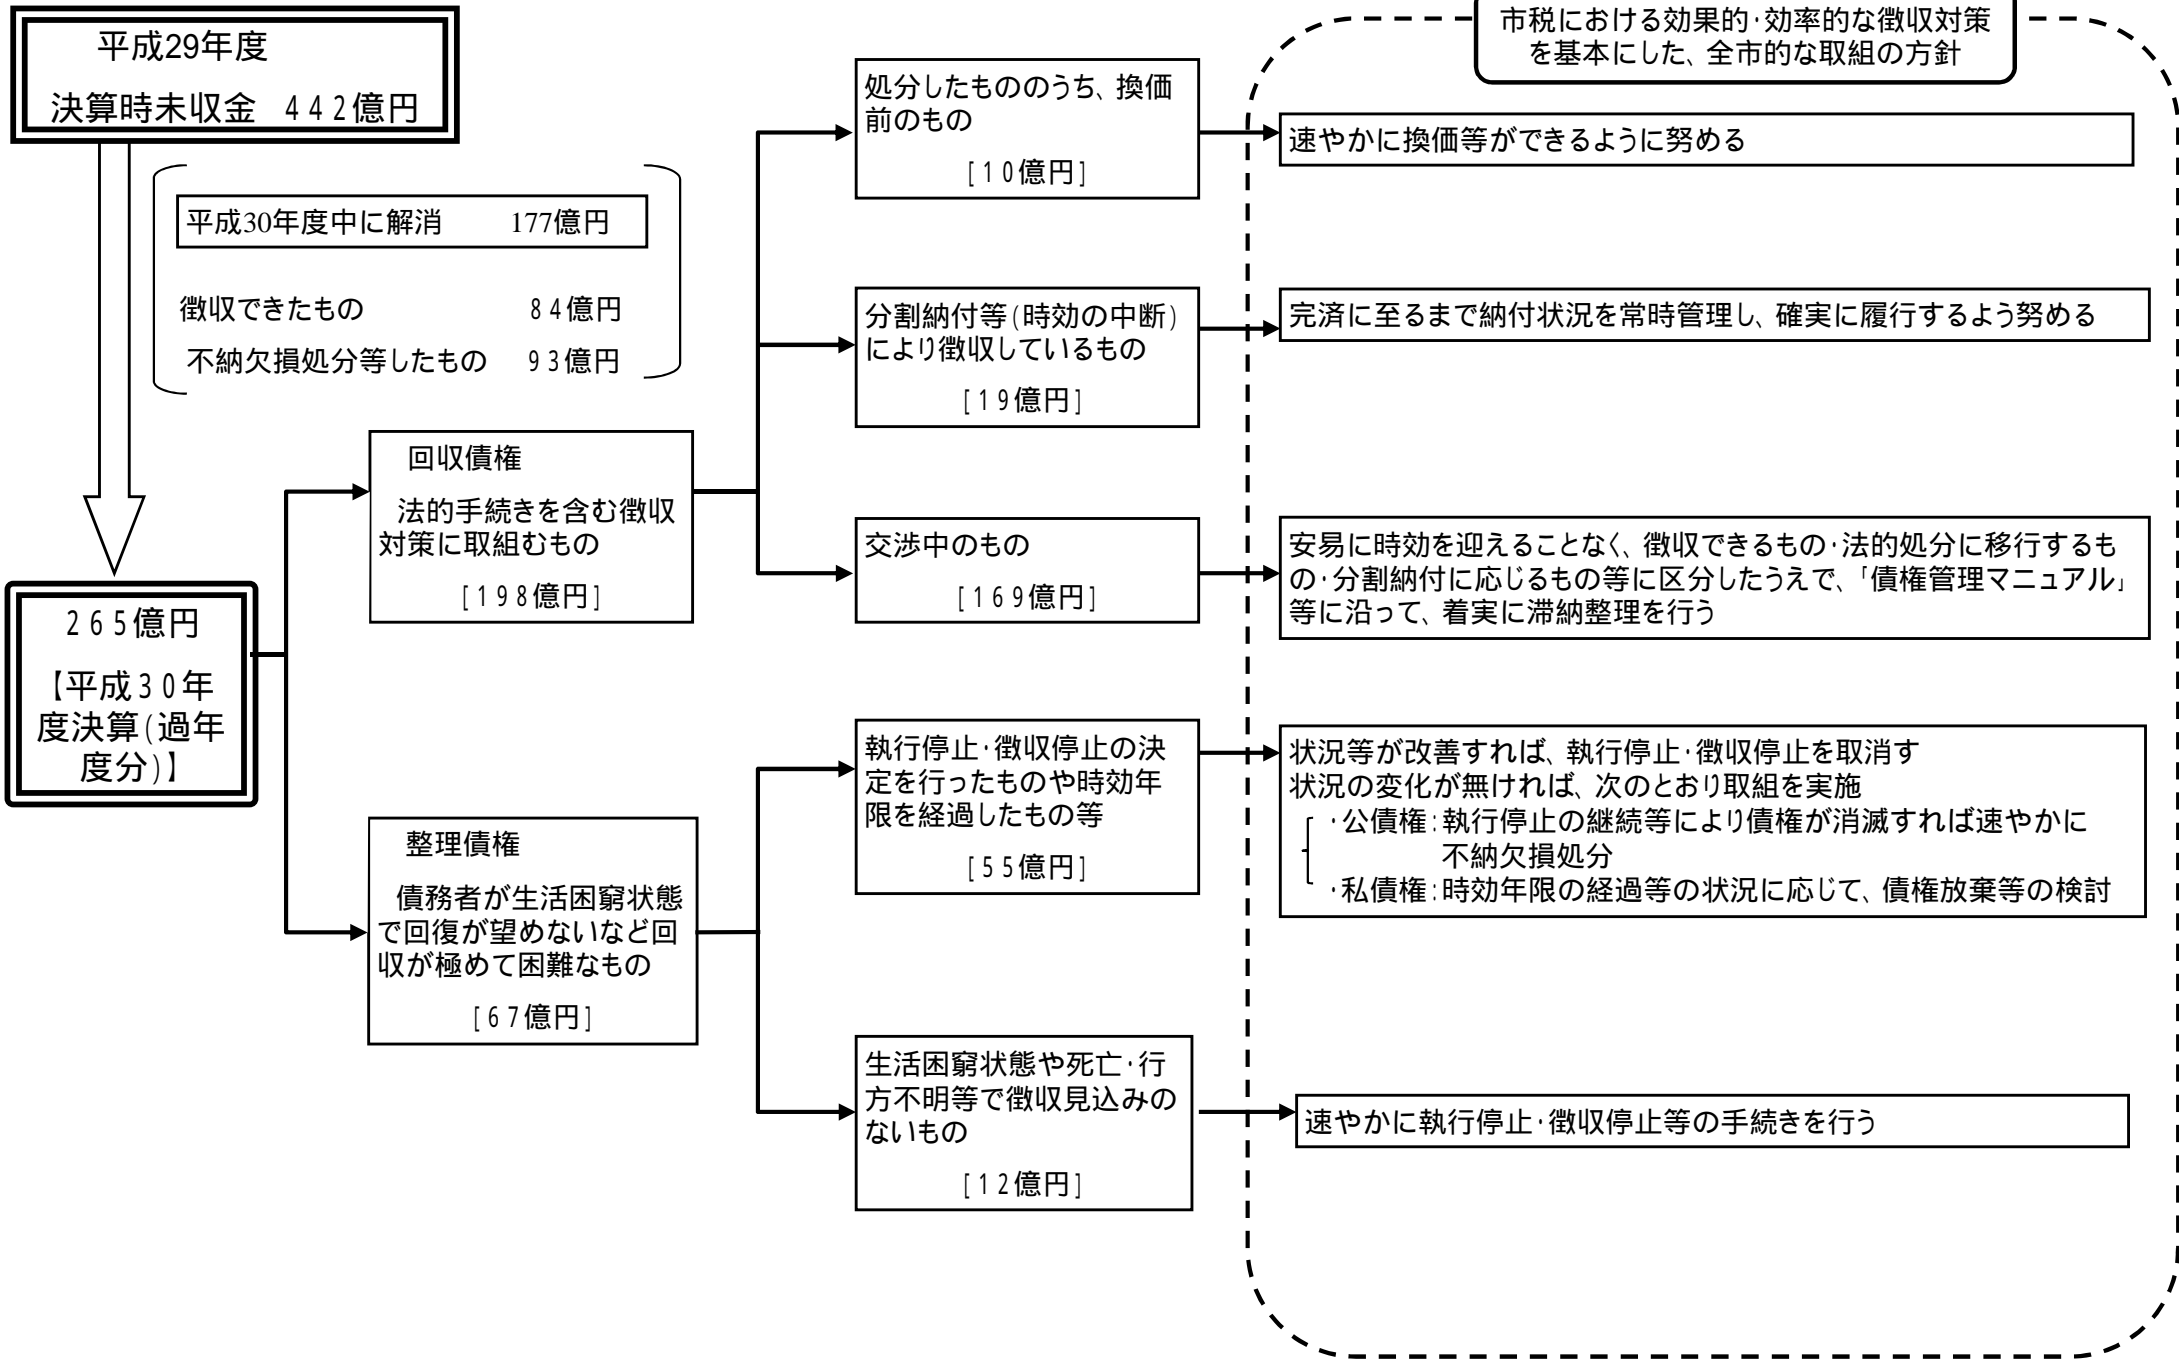 平成29年度
決算時未収金 442億円
平成30年度中に解消 177億円
徴収できたもの 84億円
不納欠損処分等したもの 93億円
265億円
【平成30年
度決算(過年
度分)】
回収債権
法的手続きを含む徴収
対策に取組むもの
[198億円]
整理債権
債務者が生活困窮状態
で回復が望めないなど回
収が極めて困難なもの
[67億円]
処分したもののうち、換価
前のもの
[10億円]
分割納付等(時効の中断)
により徴収しているもの
[19億円]
交渉中のもの
[169億円]
執行停止・徴収停止の決
定を行ったものや時効年
限を経過したもの等
[55億円]
生活困窮状態や死亡・行
方不明等で徴収見込みの
ないもの
[12億円]
市税における効果的・効率的な徴収対策
を基本にした、全市的な取組の方針
速やかに換価等ができるように努める
完済に至るまで納付状況を常時管理し、確実に履行するよう努める
安易に時効を迎えることなく、徴収できるもの・法的処分に移行するも
の・分割納付に応じるもの等に区分したうえで、「債権管理マニュアル」
等に沿って、着実に滞納整理を行う
状況等が改善すれば、執行停止・徴収停止を取消す
状況の変化が無ければ、次のとおり取組を実施
・公債権:執行停止の継続等により債権が消滅すれば速やかに
不納欠損処分
・私債権:時効年限の経過等の状況に応じて、債権放棄等の検討
速やかに執行停止・徴収停止等の手続きを行う